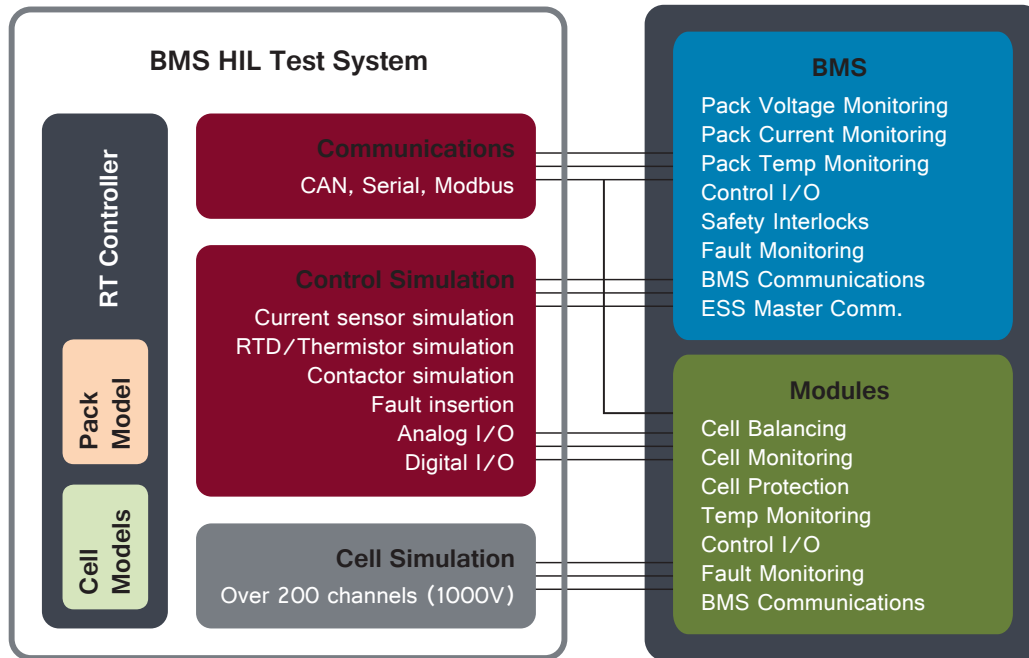 BMS HIL Test System
RT Controller
Pack
Model
Cell
Models
Communications
CAN, Serial, Modbus
Control Simulation
Current sensor simulation
RTD/Thermistor simulation
Contactor simulation
Fault insertion
Analog I/O
Digital I/O
Cell Simulation
Over 200 channels (1000V)
BMS
Pack Voltage Monitoring
Pack Current Monitoring
Pack Temp Monitoring
Control I/O
Safety Interlocks
Fault Monitoring
BMS Communications
ESS Master Comm.
Modules
Cell Balancing
Cell Monitoring
Cell Protection
Temp Monitoring
Control I/O
Fault Monitoring
BMS Communications